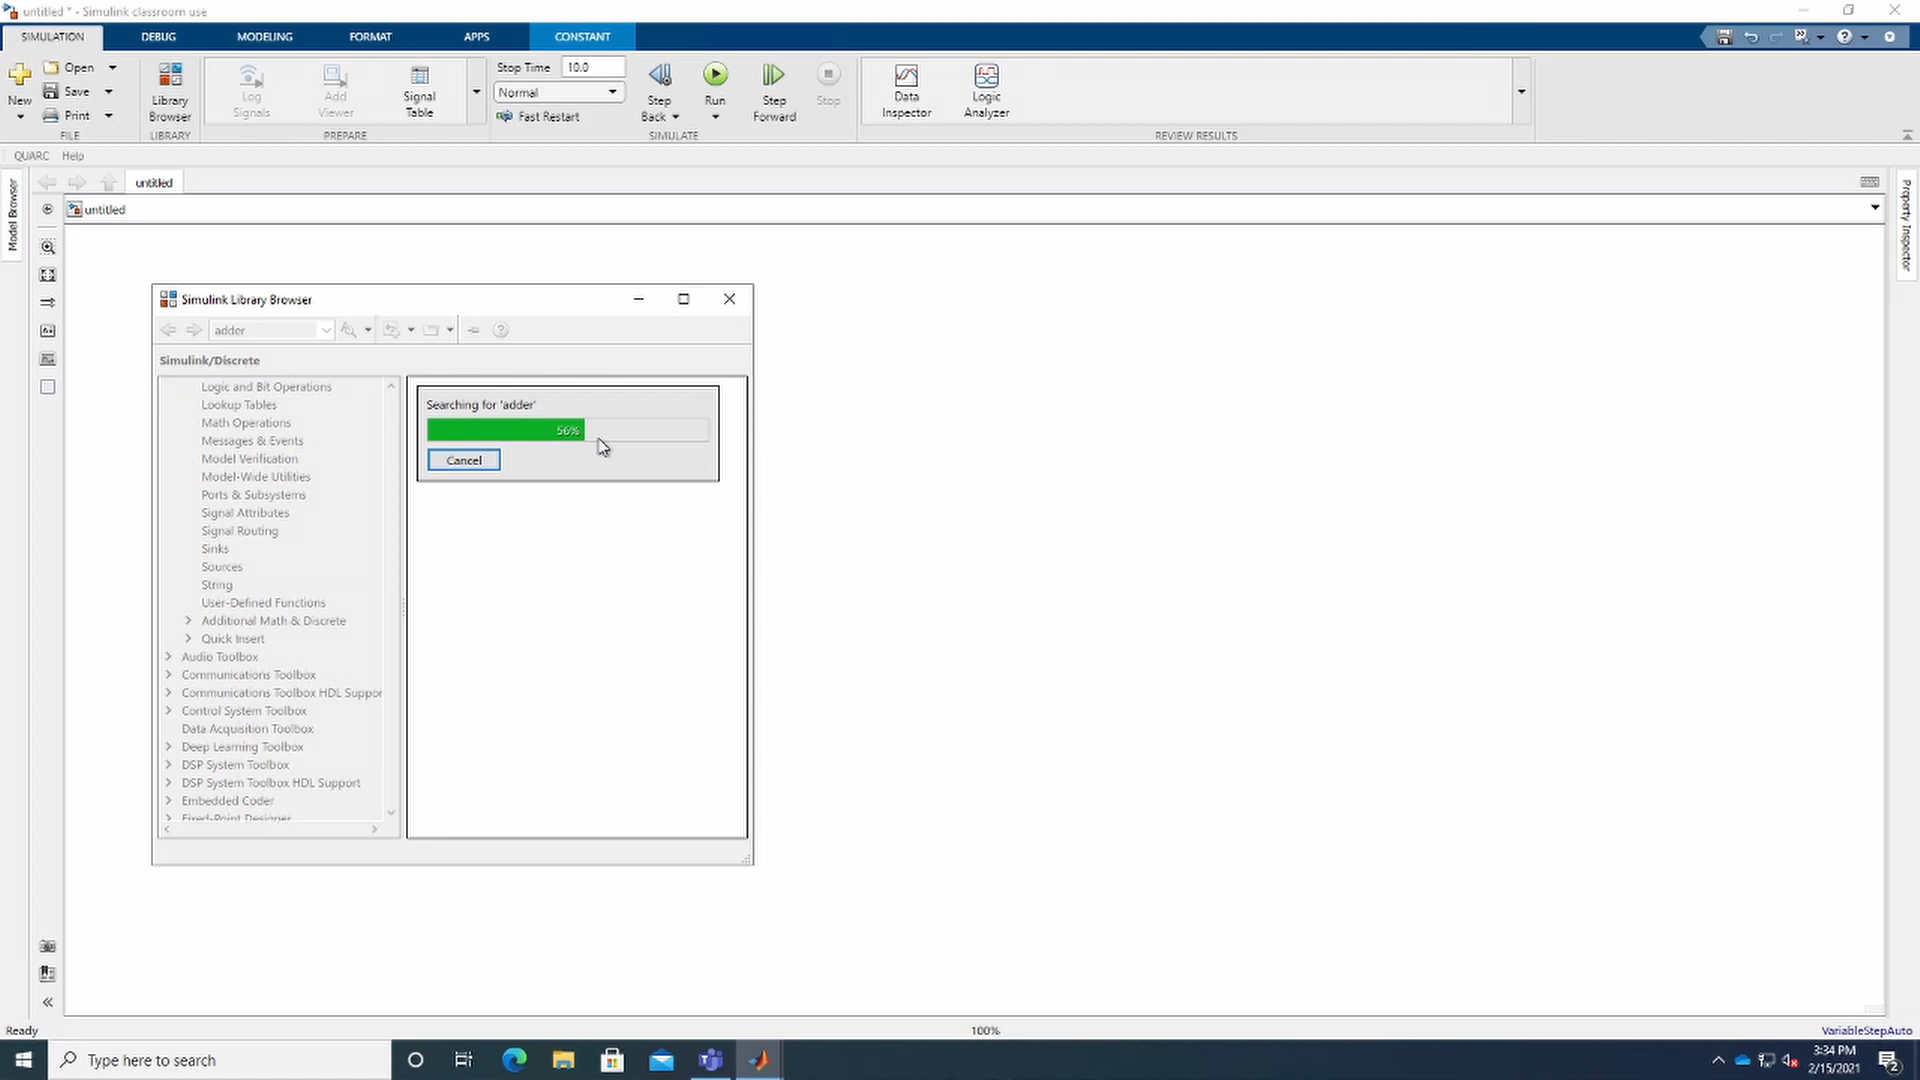 untitled * - Simulink classroom use
SIMULATION DEBUG MODELING FORMAT APPS CONSTANT
New
Open
Save
Print
FILE
Library Browser
LIBRARY
Log Signals
Add Viewer
Signal Table
PREPARE
Stop Time 10.0
Normal
Fast Restart
Step Back
Run
Step Forward
Stop
SIMULATE
Data Inspector
Logic Analyzer
REVIEW RESULTS
QUARC Help
Model Browser
untitled
untitled
Property Inspector
Simulink Library Browser
adder
Simulink/Discrete
Logic and Bit Operations
Lookup Tables
Math Operations
Messages & Events
Model Verification
Model-Wide Utilities
Ports & Subsystems
Signal Attributes
Signal Routing
Sinks
Sources
String
User-Defined Functions
Additional Math & Discrete
Quick Insert
Audio Toolbox
Communications Toolbox
Communications Toolbox HDL Suppor
Control System Toolbox
Data Acquisition Toolbox
Deep Learning Toolbox
DSP System Toolbox
DSP System Toolbox HDL Support
Embedded Coder
Fixed-Point Designer
Searching for 'adder'
56%
Cancel
Ready
100%
VariableStepAuto
Type here to search
3:34 PM
2/15/2021
2